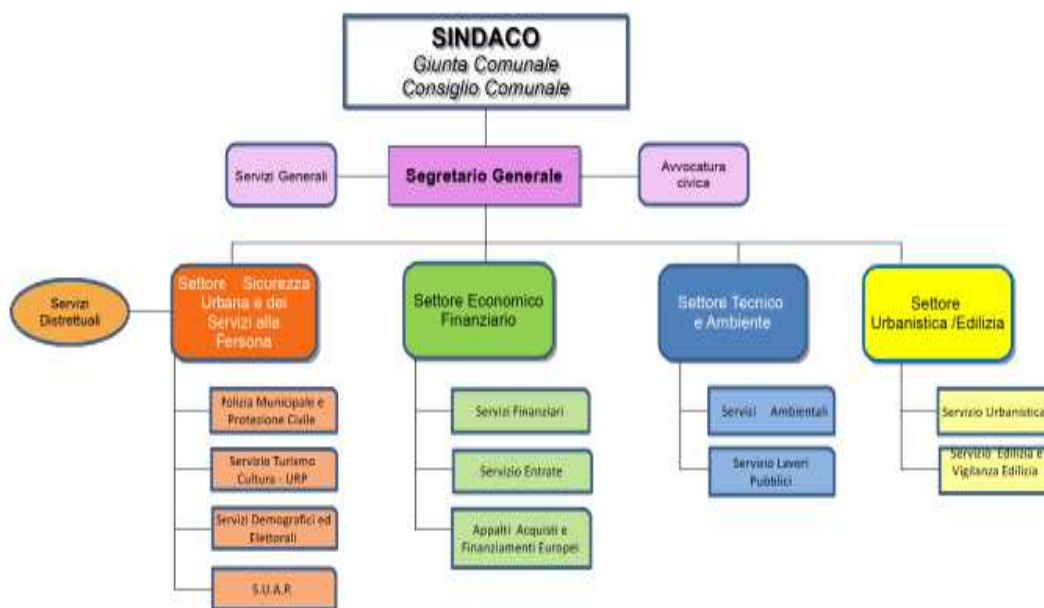 SINDACO
Giunta Comunale
Consiglio Comunale
Servizi Generali
Segretario Generale
Avvocatura
civica
Servizi
Distrettuali
Settore Sicurezza
Urbana e dei
Servizi alla
Persona
Settore Economico
Finanziario
Settore Tecnico
e Ambiente
Settore
Urbanistica /Edilizia
Polizia Municipale e
Protezione Civile
Servizio Turismo
Cultura - URP
Servizi Demografici ed
Elettorali
S.U.A.P.
Servizi Finanziari
Servizio Entrate
Appalti Acquisti e
Finanziamenti Europei
Servizi Ambientali
Servizio Lavori
Pubblici
Servizio Urbanistica
Servizio Edilizia e
Vigilanza Edilizia